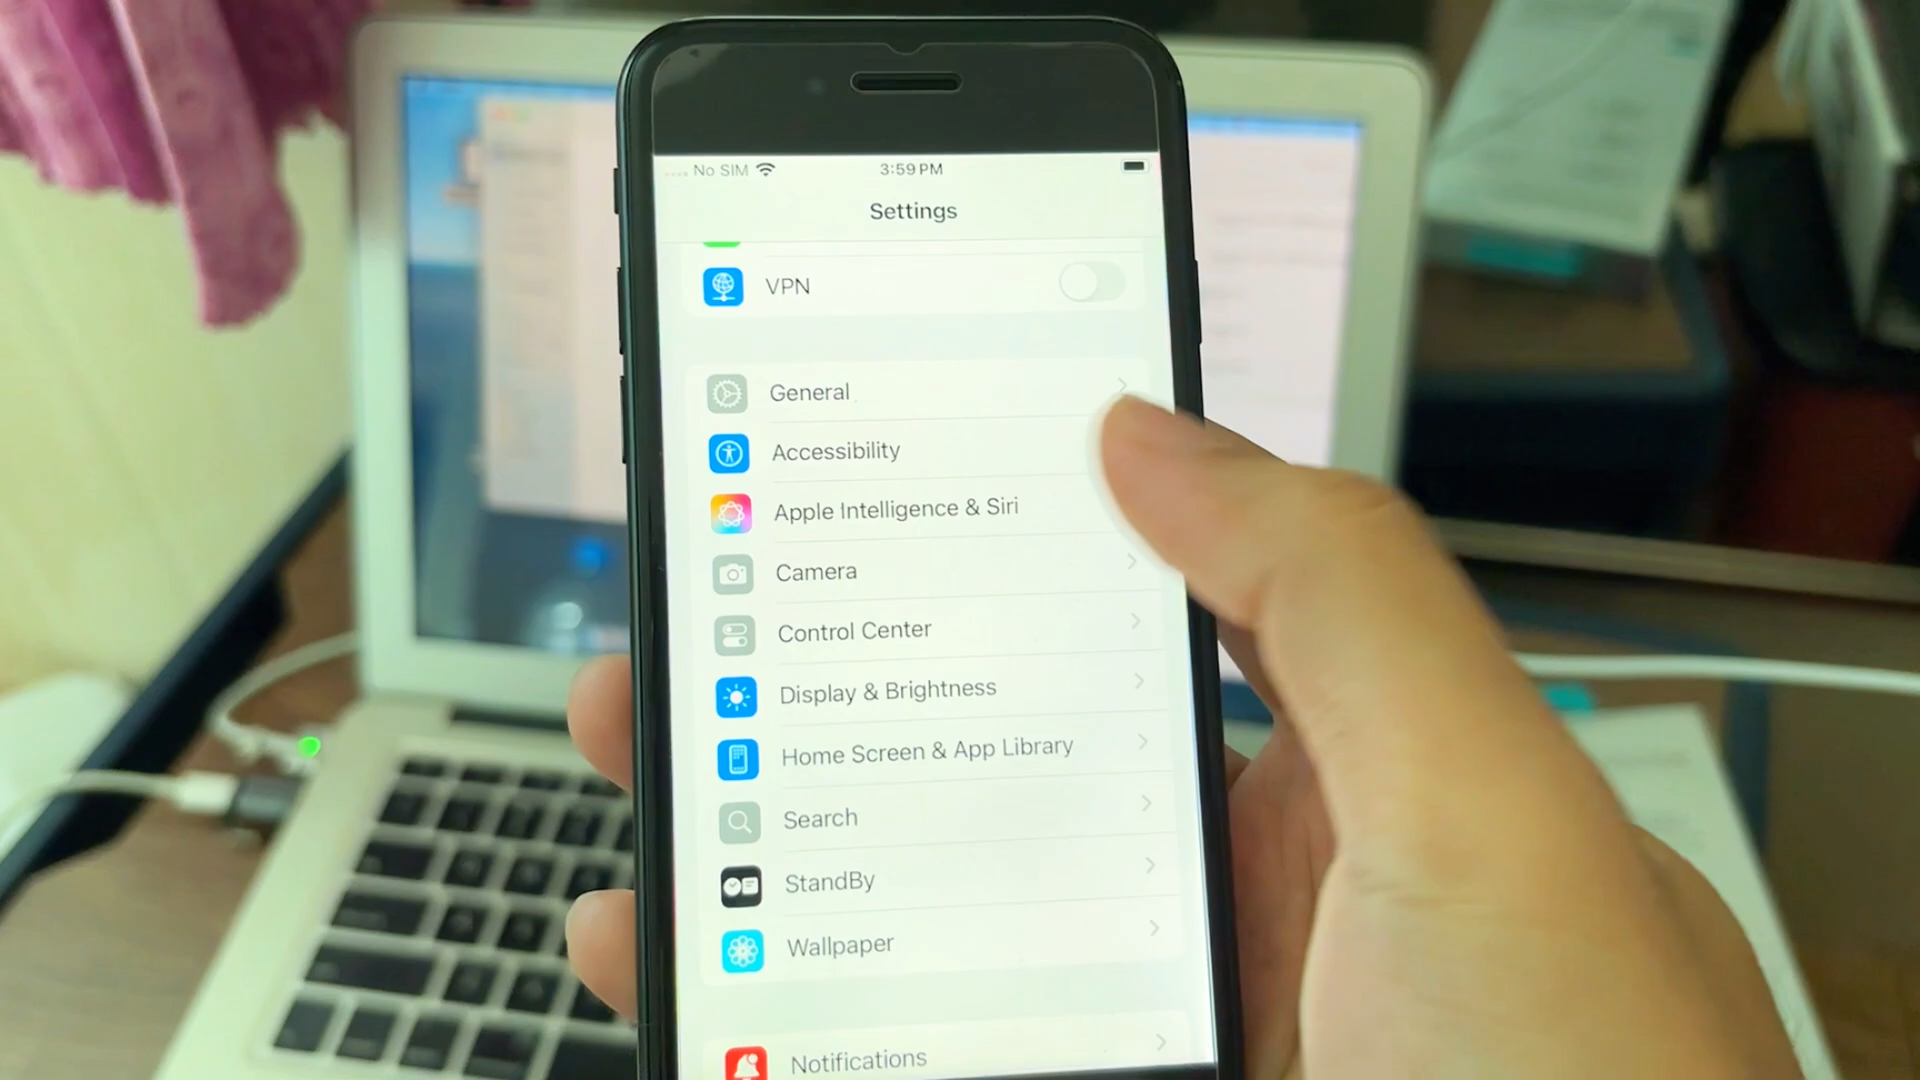 No SIM 3:59 PM
Settings
VPN
General
Accessibility
Apple Intelligence & Siri
Camera
Control Center
Display & Brightness
Home Screen & App Library
Search
StandBy
Wallpaper
Notifications